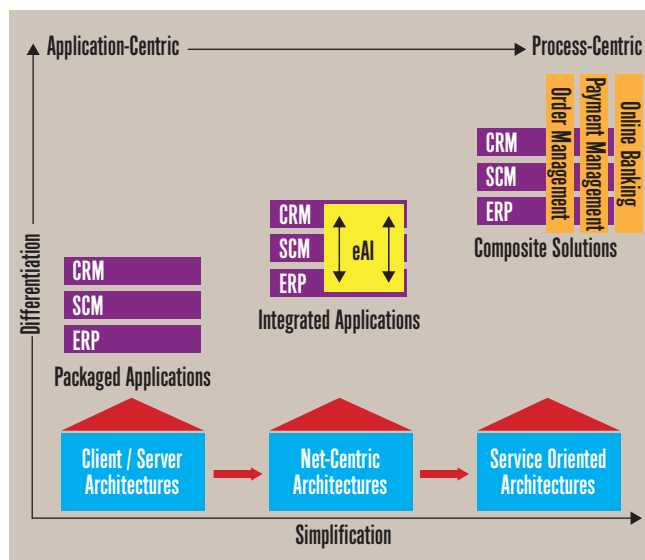 Application-Centric
Process-Centric
Order Management
Payment Management
Online Banking
CRM
SCM
ERP
Composite Solutions
CRM
SCM
ERP
eAI
Integrated Applications
CRM
SCM
ERP
Packaged Applications
Differentiation
Client / Server
Architectures
Net-Centric
Architectures
Service Oriented
Architectures
Simplification